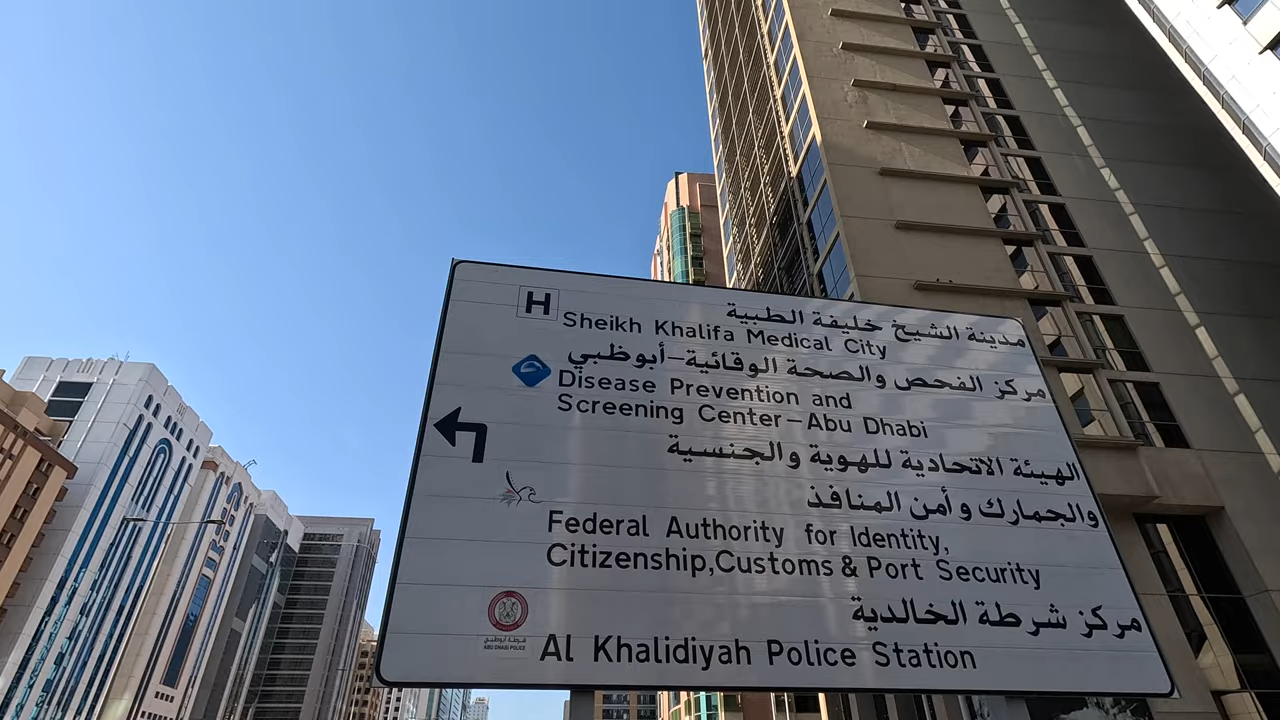 H
مدينة الشيخ خليفة الطبية
Sheikh Khalifa Medical City
مركز الفحص والصحة الوقائية-أبوظبي
Disease Prevention and
Screening Center-Abu Dhabi
الهيئة الاتحادية للهوية والجنسية
والجمارك وأمن المنافذ
Federal Authority for Identity,
Citizenship,Customs & Port Security
مركز شرطة الخالدية
Al Khalidiyah Police Station
شرطة أبوظبي
ABU DHABI POLICE